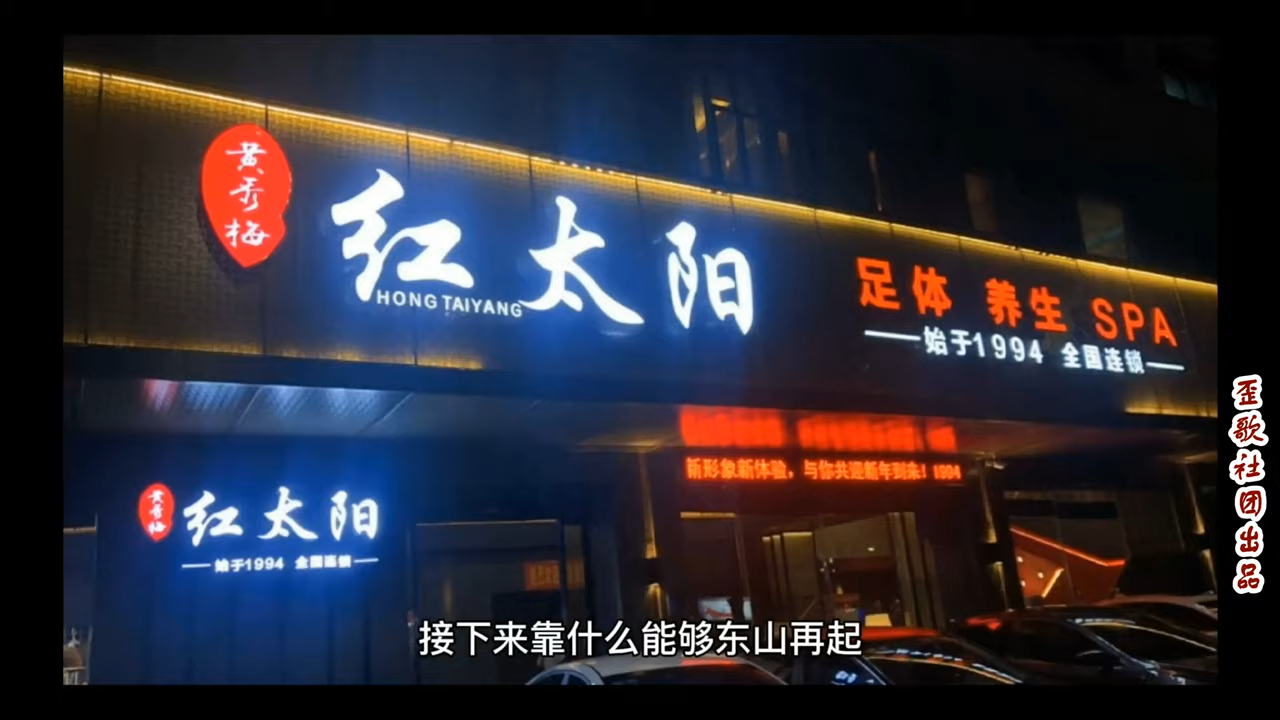 黄秀梅
红太阳
HONG TAIYANG
足体 养生 SPA
始于1994 全国连锁
新形象新体验，与你共迎新年到来！1994
黄秀梅
红太阳
始于1994 全国连锁
接下来靠什么能够东山再起
歪歌社团出品